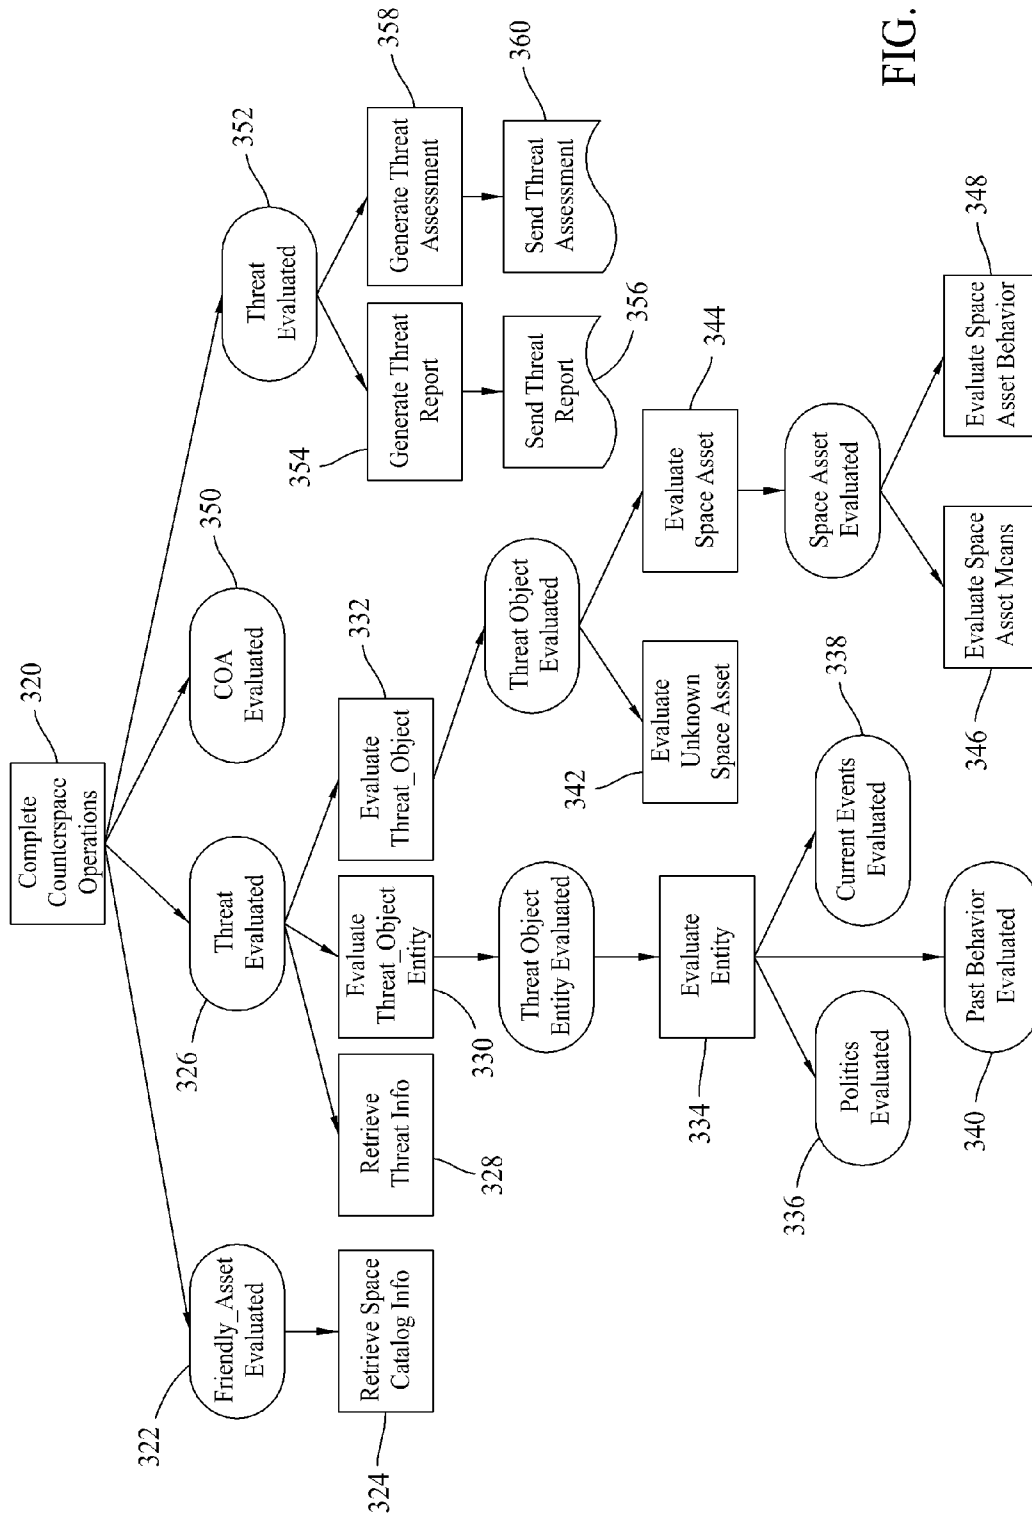 320
Complete
Counterspace
Operations
322
Friendly_Asset
Evaluated
326
Threat
Evaluated
COA
Evaluated
350
Threat
Evaluated
352
324
Retrieve Space
Catalog Info
Retrieve
Threat Info
328
Evaluate
Threat_Object
Entity
330
Evaluate
Threat_Object
332
354
Generate Threat
Report
Generate Threat
Assessment
358
Threat Object
Entity Evaluated
Threat Object
Evaluated
Send Threat
Report
356
Send Threat
Assessment
360
334
Evaluate
Entity
342
Evaluate
Unknown
Space Asset
Evaluate
Space Asset
344
336
Politics
Evaluated
Current Events
Evaluated
338
Space Asset
Evaluated
340
Past Behavior
Evaluated
346
Evaluate Space
Asset Means
Evaluate Space
Asset Behavior
348
FIG.